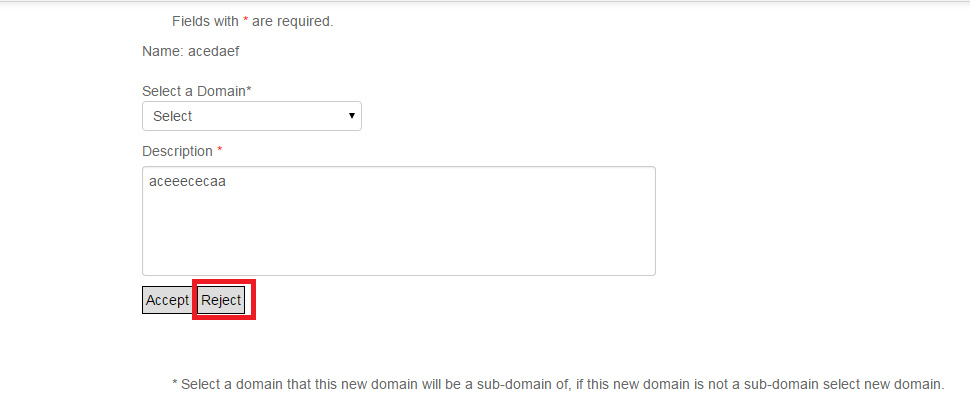 Fields with * are required.
Name: acedaef
Select a Domain*
Select
Description *
aceeececaa
Accept Reject
* Select a domain that this new domain will be a sub-domain of, if this new domain is not a sub-domain select new domain.